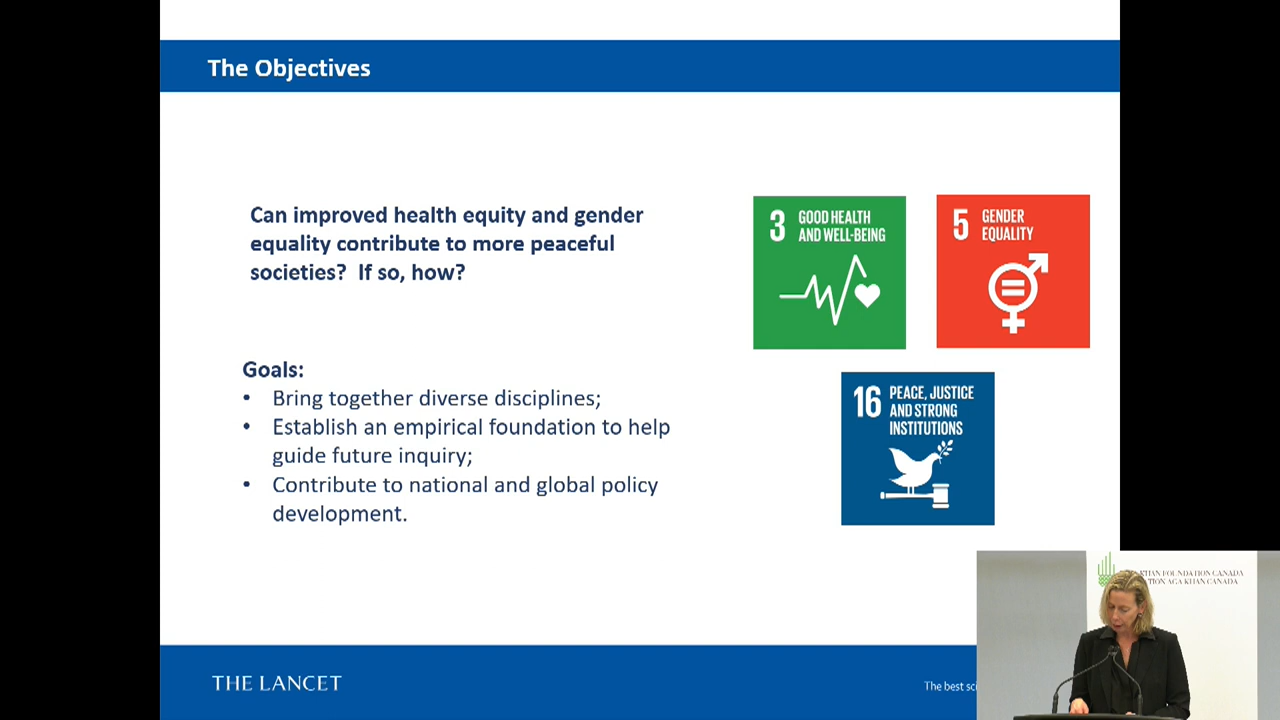 The Objectives
Can improved health equity and gender
equality contribute to more peaceful
societies? If so, how?
Goals:
• Bring together diverse disciplines;
• Establish an empirical foundation to help
guide future inquiry;
• Contribute to national and global policy
development.
3 GOOD HEALTH
AND WELL-BEING
5 GENDER
EQUALITY
16 PEACE, JUSTICE
AND STRONG
INSTITUTIONS
THE LANCET
The best
KHAN FOUNDATION CANADA
AGA KHAN CANADA